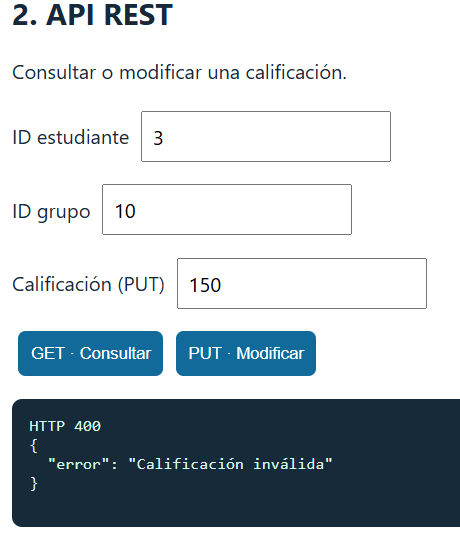 2. API REST
Consultar o modificar una calificación.
ID estudiante 3
ID grupo 10
Calificación (PUT) 150
GET · Consultar PUT · Modificar
HTTP 400
{
  "error": "Calificación inválida"
}